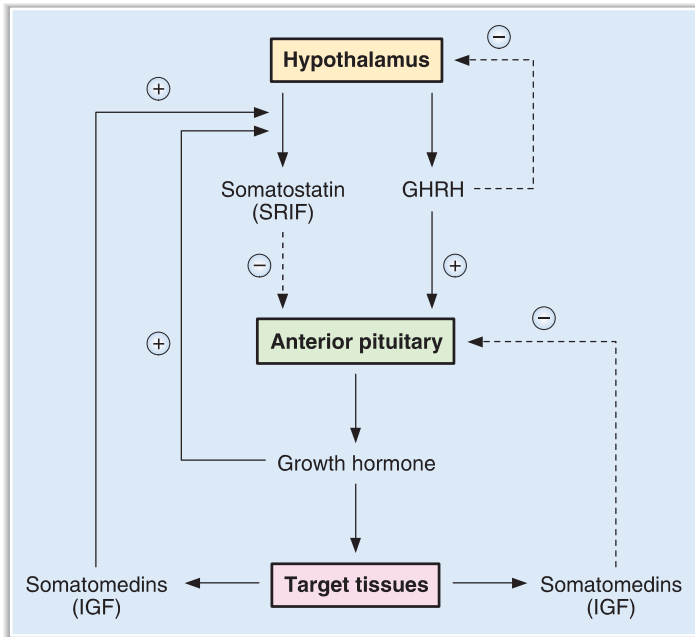 −
Hypothalamus
+
Somatostatin
(SRIF)
GHRH
−
+
−
Anterior pituitary
+
Growth hormone
Somatomedins
(IGF)
Target tissues
Somatomedins
(IGF)